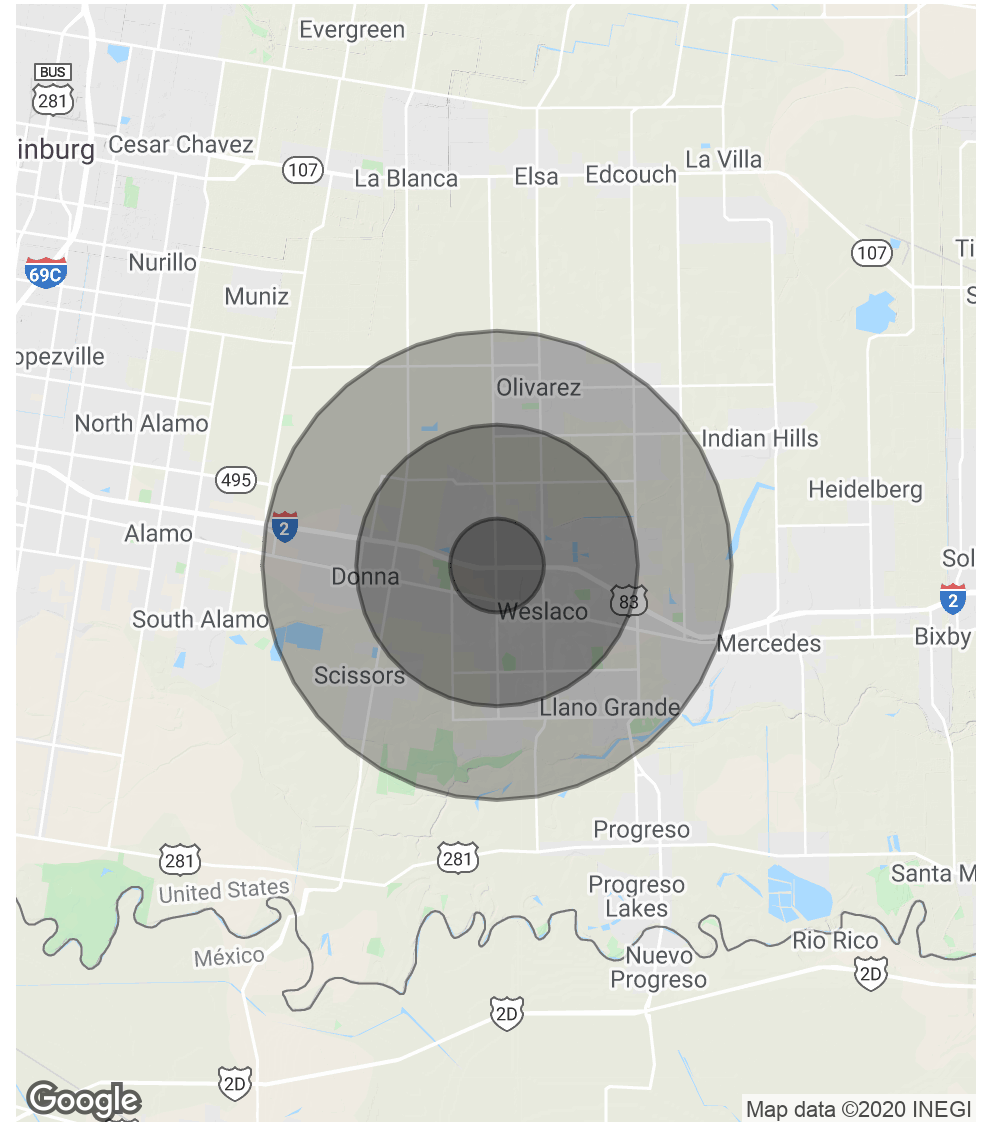 Evergreen
BUS
281
inburg
Cesar Chavez
107
La Blanca
Elsa
Edcouch
La Villa
Nurillo
69C
Muniz
107
Ti
S
opezville
Olivarez
North Alamo
Indian Hills
495
Heidelberg
2
Alamo
Donna
Sol
2
83
Weslaco
South Alamo
Mercedes
Bixby
Scissors
Llano Grande
Progreso
281
281
United States
Santa M
Progreso
Lakes
México
Rio Rico
Nuevo
Progreso
2D
2D
2D
Google
Map data ©2020 INEGI